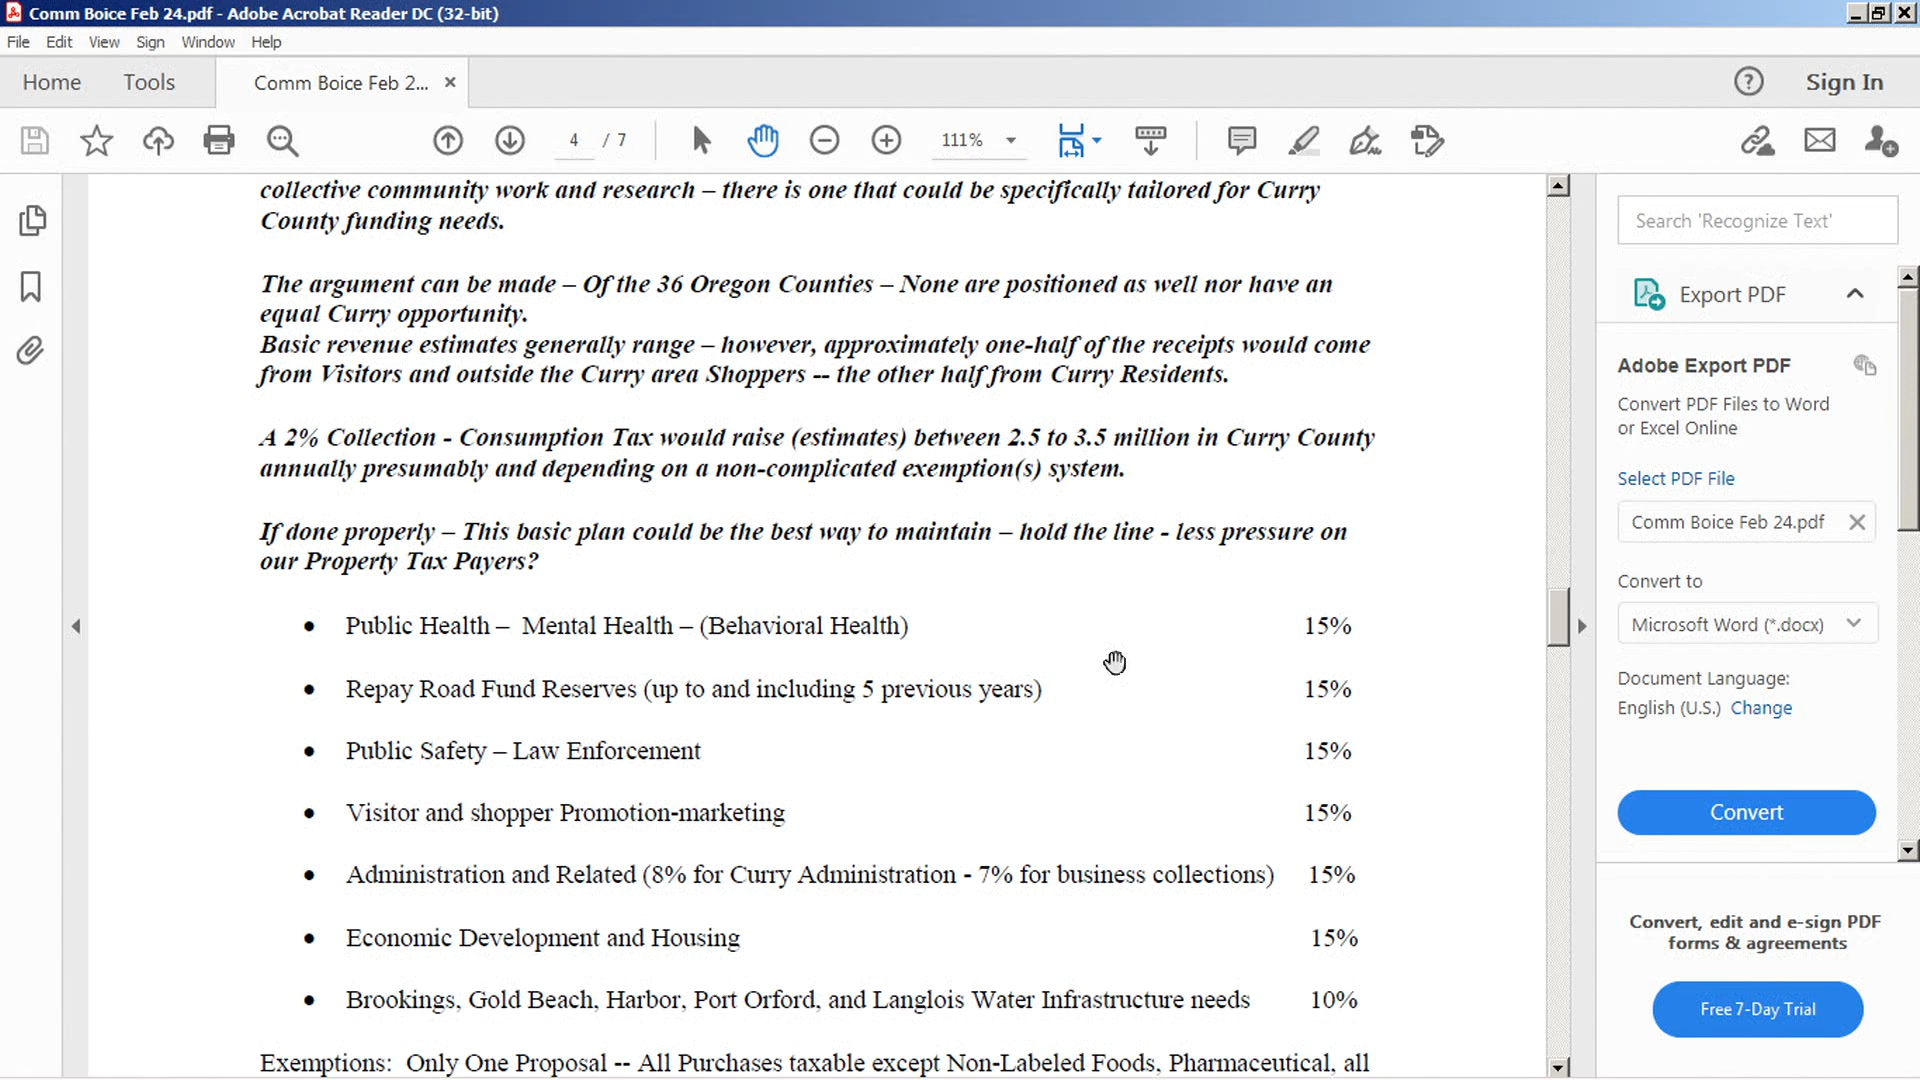 Comm Boice Feb 24.pdf - Adobe Acrobat Reader DC (32-bit)
File Edit View Sign Window Help
Home Tools Comm Boice Feb 2... × ? Sign In
4 / 7 111%
collective community work and research – there is one that could be specifically tailored for Curry
County funding needs.
The argument can be made – Of the 36 Oregon Counties – None are positioned as well nor have an
equal Curry opportunity.
Basic revenue estimates generally range – however, approximately one-half of the receipts would come
from Visitors and outside the Curry area Shoppers -- the other half from Curry Residents.
A 2% Collection - Consumption Tax would raise (estimates) between 2.5 to 3.5 million in Curry County
annually presumably and depending on a non-complicated exemption(s) system.
If done properly – This basic plan could be the best way to maintain – hold the line - less pressure on
our Property Tax Payers?
• Public Health – Mental Health – (Behavioral Health) 15%
• Repay Road Fund Reserves (up to and including 5 previous years) 15%
• Public Safety – Law Enforcement 15%
• Visitor and shopper Promotion-marketing 15%
• Administration and Related (8% for Curry Administration - 7% for business collections) 15%
• Economic Development and Housing 15%
• Brookings, Gold Beach, Harbor, Port Orford, and Langlois Water Infrastructure needs 10%
Exemptions: Only One Proposal -- All Purchases taxable except Non-Labeled Foods, Pharmaceutical, all
Search 'Recognize Text'
Export PDF
Adobe Export PDF
Convert PDF Files to Word
or Excel Online
Select PDF File
Comm Boice Feb 24.pdf
Convert to
Microsoft Word (*.docx)
Document Language:
English (U.S.) Change
Convert
Convert, edit and e-sign PDF
forms & agreements
Free 7-Day Trial